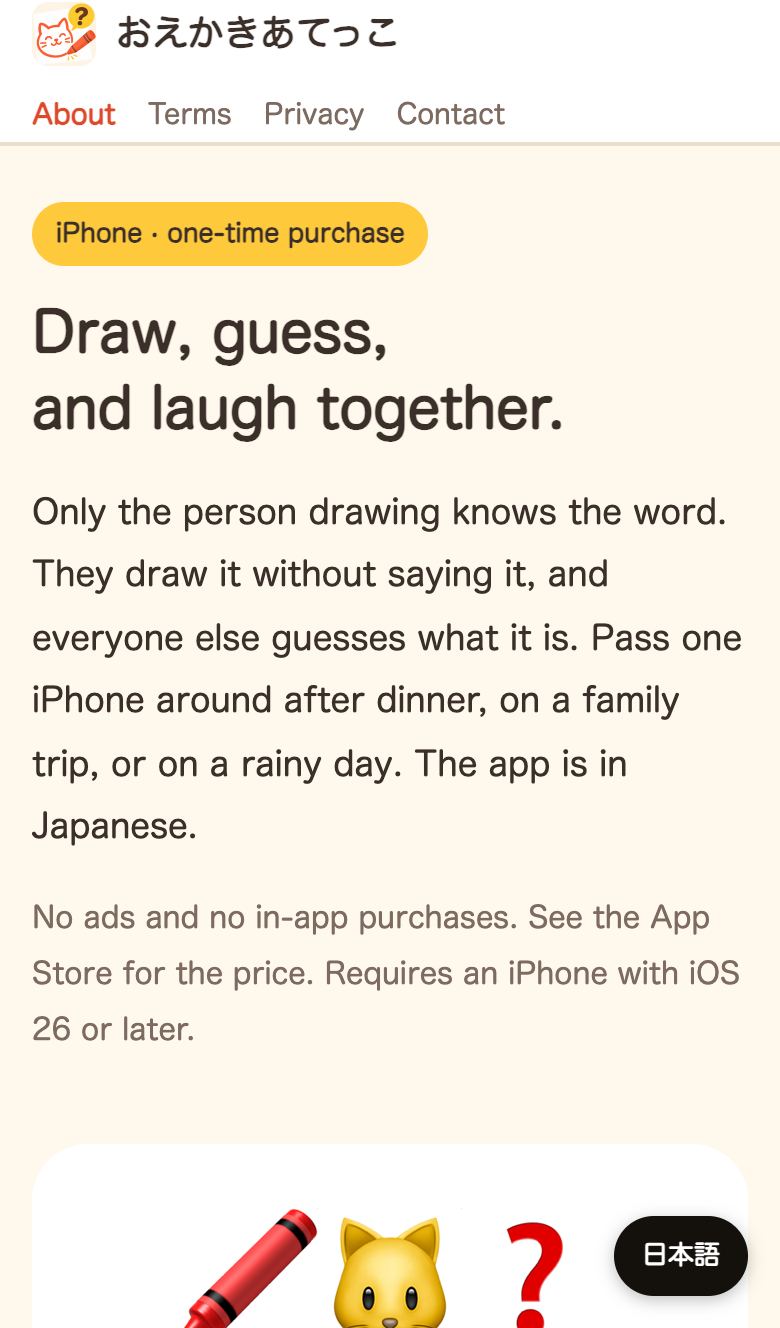 ?
おえかきあてっこ
About Terms Privacy Contact
iPhone · one-time purchase
Draw, guess,
and laugh together.
Only the person drawing knows the word.
They draw it without saying it, and
everyone else guesses what it is. Pass one
iPhone around after dinner, on a family
trip, or on a rainy day. The app is in
Japanese.
No ads and no in-app purchases. See the App
Store for the price. Requires an iPhone with iOS
26 or later.
?
日本語